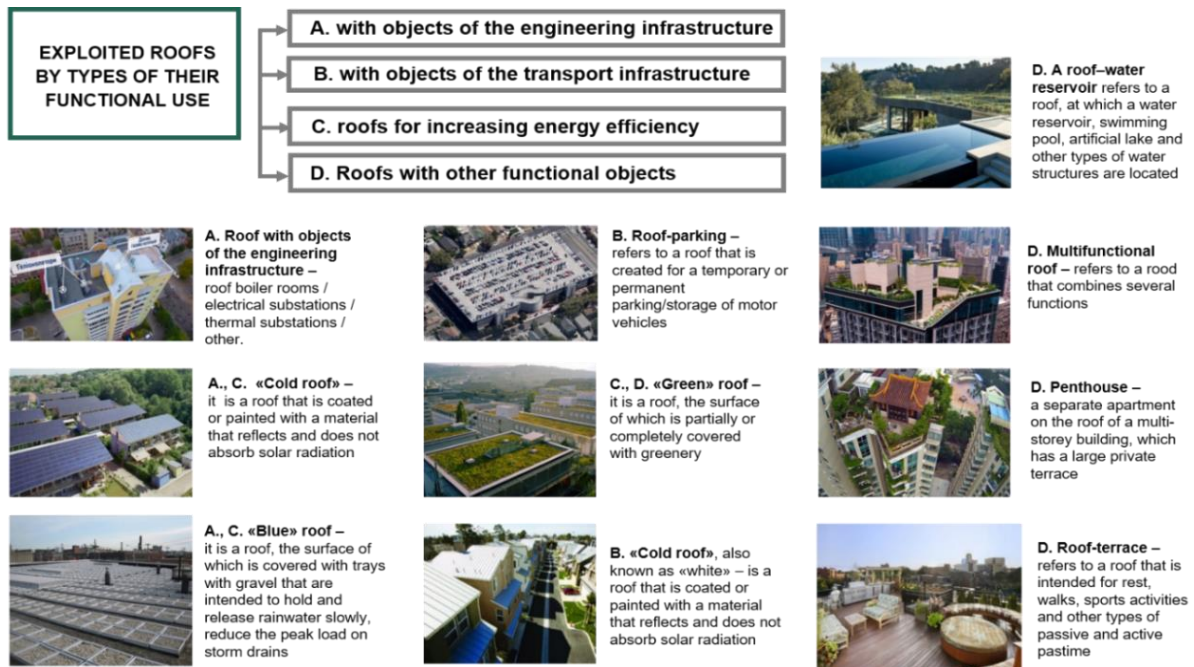 EXPLOITED ROOFS
BY TYPES OF THEIR
FUNCTIONAL USE
A. with objects of the engineering infrastructure
B. with objects of the transport infrastructure
C. roofs for increasing energy efficiency
D. Roofs with other functional objects
D. A roof–water
reservoir refers to a
roof, at which a water
reservoir, swimming
pool, artificial lake and
other types of water
structures are located
A. Roof with objects
of the engineering
infrastructure –
roof boiler rooms /
electrical substations /
thermal substations /
other.
B. Roof-parking –
refers to a roof that is
created for a temporary or
permanent
parking/storage of motor
vehicles
D. Multifunctional
roof – refers to a rood
that combines several
functions
A., C. «Cold roof» –
it is a roof that is coated
or painted with a material
that reflects and does not
absorb solar radiation
C., D. «Green» roof –
it is a roof, the surface
of which is partially or
completely covered
with greenery
D. Penthouse –
a separate apartment
on the roof of a multi-
storey building, which
has a large private
terrace
A., C. «Blue» roof –
it is a roof, the surface of
which is covered with trays
with gravel that are
intended to hold and
release rainwater slowly,
reduce the peak load on
storm drains
B. «Cold roof», also
known as «white» – is a
roof that is coated or
painted with a material
that reflects and does not
absorb solar radiation
D. Roof-terrace –
refers to a roof that is
intended for rest,
walks, sports activities
and other types of
passive and active
pastime